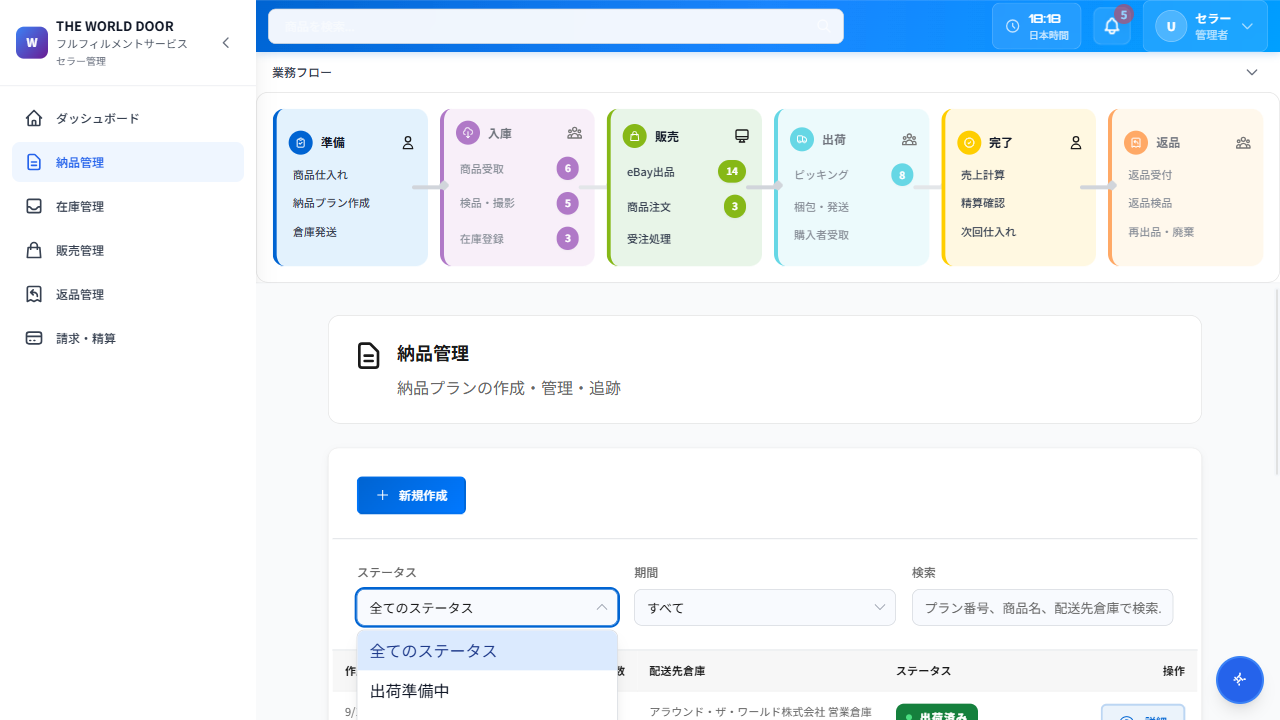 W
THE WORLD DOOR
フルフィルメントサービス
セラー管理
ダッシュボード
納品管理
在庫管理
販売管理
返品管理
請求・精算
18:18
日本時間
5
U
セラー
管理者
業務フロー
準備
商品仕入れ
納品プラン作成
倉庫発送
入庫
商品受取
6
検品・撮影
5
在庫登録
3
販売
eBay出品
14
商品注文
3
受注処理
出荷
ピッキング
8
梱包・発送
購入者受取
完了
売上計算
精算確認
次回仕入れ
返品
返品受付
返品検品
再出品・廃棄
納品管理
納品プランの作成・管理・追跡
新規作成
ステータス
期間
検索
全てのステータス
すべて
プラン番号、商品名、配送先倉庫で検索.
全てのステータス
出荷準備中
作
数
配送先倉庫
ステータス
操作
9/
アラウンド・ザ・ワールド株式会社 営業倉庫
出荷済み
詳細